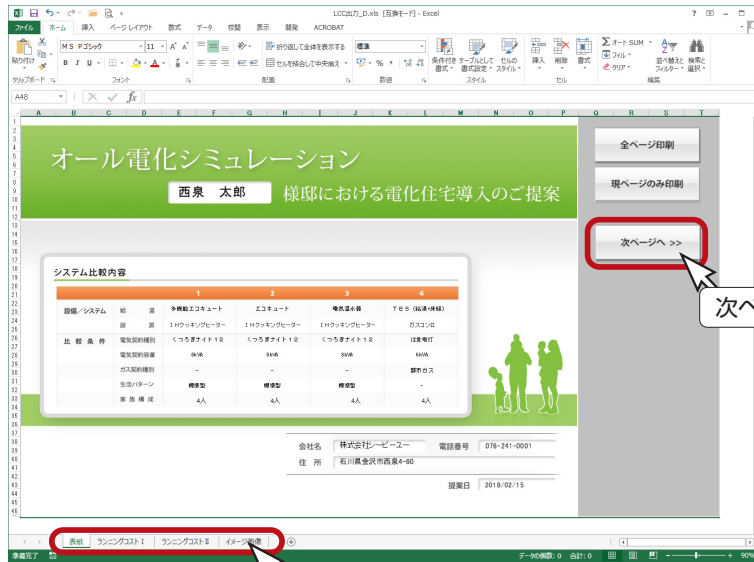 LCC出力_D.xls [互換モード] - Excel
ファイル ホーム 挿入 ページ レイアウト 数式 データ 校閲 表示 開発 ACROBAT
貼り付け
ＭＳ Ｐゴシック 11
B I U
折り返して全体を表示する
セルを結合して中央揃え
標準
条件付き書式 テーブルとして書式設定 セルのスタイル
挿入 削除 書式
オート SUM
フィル
クリア
並べ替えとフィルター 検索と選択
クリップボード フォント 配置 数値 スタイル セル 編集
A48
fx
A B C D E F G H I J K L M N O P Q R S T
オール電化シミュレーション
西泉 太郎 様邸における電化住宅導入のご提案
全ページ印刷
現ページのみ印刷
次ページへ >>
次ペ
システム比較内容
1 2 3 4
設備／システム 給 湯 多機能エコキュート エコキュート 電気温水器 ＴＥＳ（給湯+床暖）
厨 房 ＩＨクッキングヒーター ＩＨクッキングヒーター ＩＨクッキングヒーター ガスコンロ
比 較 条 件 電気契約種別 くつろぎナイト１２ くつろぎナイト１２ くつろぎナイト１２ 従量電灯
電気契約容量 8kVA 8kVA 8kVA 6kVA
ガス契約種別 - - - 都市ガス
生活パターン 標準型 標準型 標準型 -
家 族 構 成 4人 4人 4人 4人
会社名 株式会社シーピーユー 電話番号 076-241-0001
住 所 石川県金沢市西泉4-60
提案日 2018/02/15
表紙 ランニングコストⅠ ランニングコストⅡ イメージ画像
準備完了
データの個数: 0 合計: 0 90%